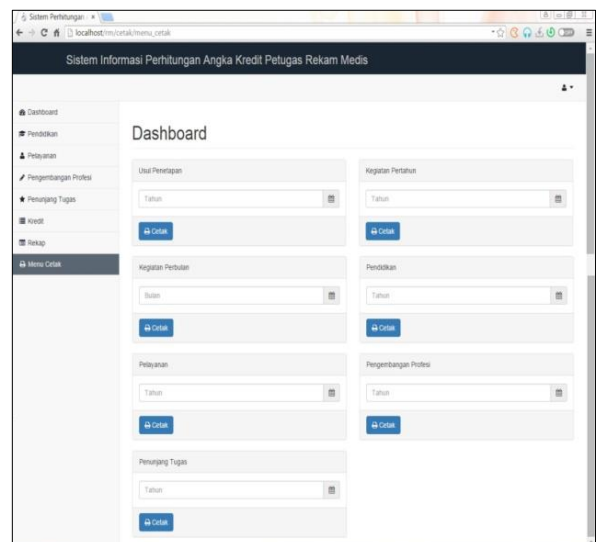 Sistem Perhitungan
localhost/rm/cetak/menu_cetak
Sistem Informasi Perhitungan Angka Kredit Petugas Rekam Medis
Dashboard
Pendidikan
Pelayanan
Pengembangan Profesi
Penunjang Tugas
Kredit
Rekap
Menu Cetak
Dashboard
Usul Penetapan
Tahun
Cetak
Kegiatan Pertahun
Tahun
Cetak
Kegiatan Perbulan
Bulan
Cetak
Pendidikan
Tahun
Cetak
Pelayanan
Tahun
Cetak
Pengembangan Profesi
Tahun
Cetak
Penunjang Tugas
Tahun
Cetak